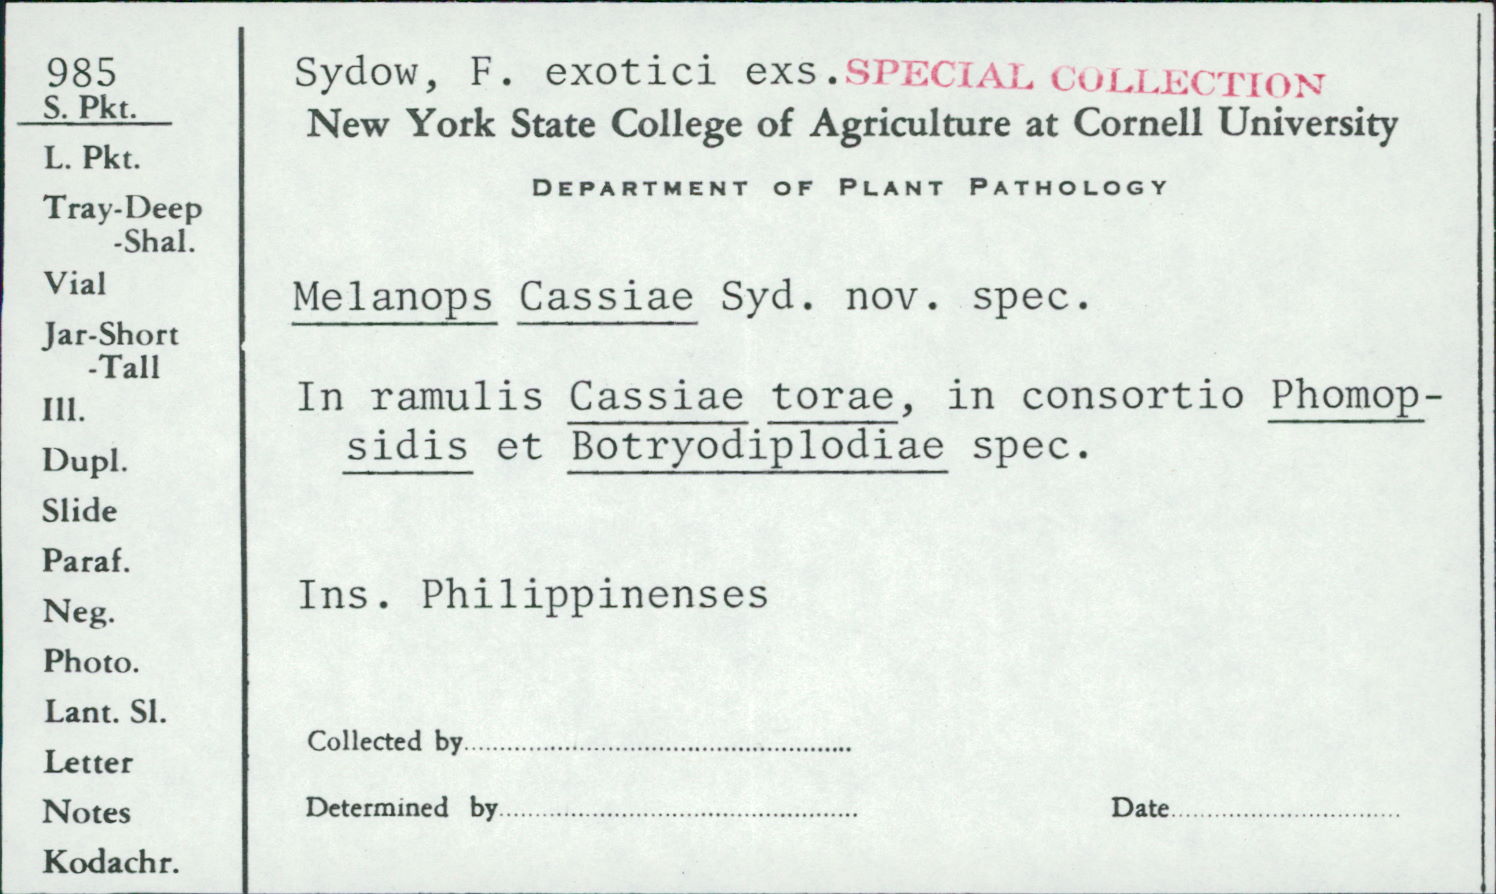 985
S. Pkt.
L. Pkt.
Tray-Deep
-Shal.
Vial
Jar-Short
-Tall
Ill.
Dupl.
Slide
Paraf.
Neg.
Photo.
Lant. Sl.
Letter
Notes
Kodachr.
Sydow, F. exotici exs. SPECIAL COLLECTION
New York State College of Agriculture at Cornell University
DEPARTMENT OF PLANT PATHOLOGY
Melanops Cassiae Syd. nov. spec.
In ramulis Cassiae torae, in consortio Phomop-
sidis et Botryodiplodiae spec.
Ins. Philippinenses
Collected by
Determined by
Date